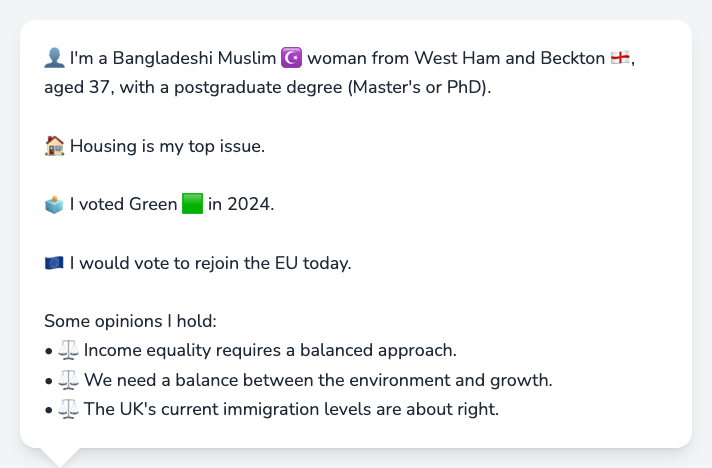 👤 I'm a Bangladeshi Muslim ☪️ woman from West Ham and Beckton 🏴󠁧󠁢󠁥󠁮󠁧󠁿,
aged 37, with a postgraduate degree (Master's or PhD).
🏠 Housing is my top issue.
🗳️ I voted Green 🟩 in 2024.
🇪🇺 I would vote to rejoin the EU today.
Some opinions I hold:
• ⚖️ Income equality requires a balanced approach.
• ⚖️ We need a balance between the environment and growth.
• ⚖️ The UK's current immigration levels are about right.